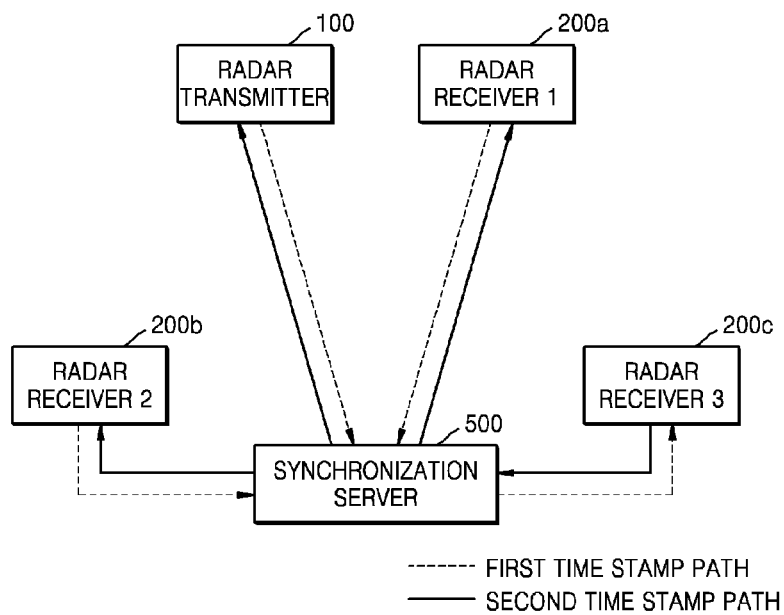 100
RADAR
TRANSMITTER
200a
RADAR
RECEIVER 1
200b
RADAR
RECEIVER 2
200c
RADAR
RECEIVER 3
500
SYNCHRONIZATION
SERVER
FIRST TIME STAMP PATH
SECOND TIME STAMP PATH